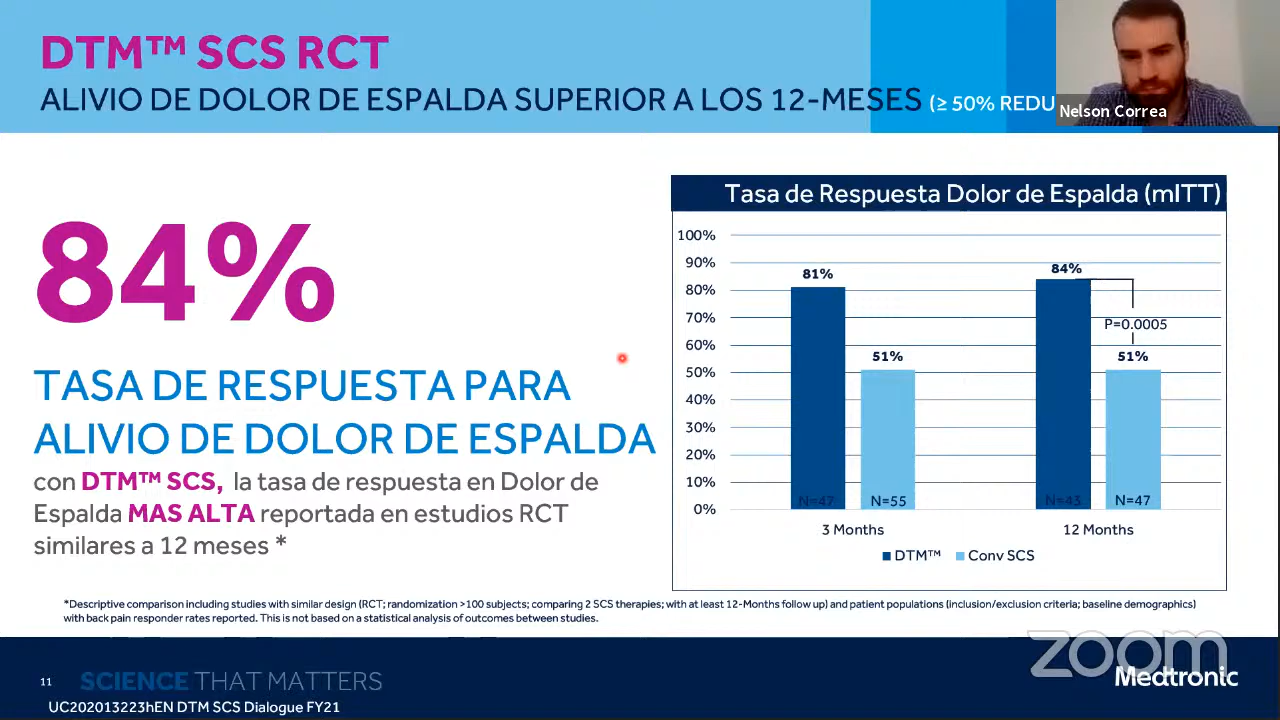 DTM™ SCS RCT
ALIVIO DE DOLOR DE ESPALDA SUPERIOR A LOS 12-MESES (≥ 50% REDU
Nelson Correa
84%
TASA DE RESPUESTA PARA
ALIVIO DE DOLOR DE ESPALDA
con DTM™ SCS, la tasa de respuesta en Dolor de
Espalda MAS ALTA reportada en estudios RCT
similares a 12 meses *
Tasa de Respuesta Dolor de Espalda (mITT)
100%
90%
80%
70%
60%
50%
40%
30%
20%
10%
0%
81%
51%
84%
P=0.0005
51%
N=47
N=55
N=43
N=47
3 Months
12 Months
DTM™
Conv SCS
*Descriptive comparison including studies with similar design (RCT; randomization >100 subjects; comparing 2 SCS therapies; with at least 12-Months follow up) and patient populations (inclusion/exclusion criteria; baseline demographics)
with back pain responder rates reported. This is not based on a statistical analysis of outcomes between studies.
zoom
11
SCIENCE THAT MATTERS
Medtronic
UC202013223hEN DTM SCS Dialogue FY21